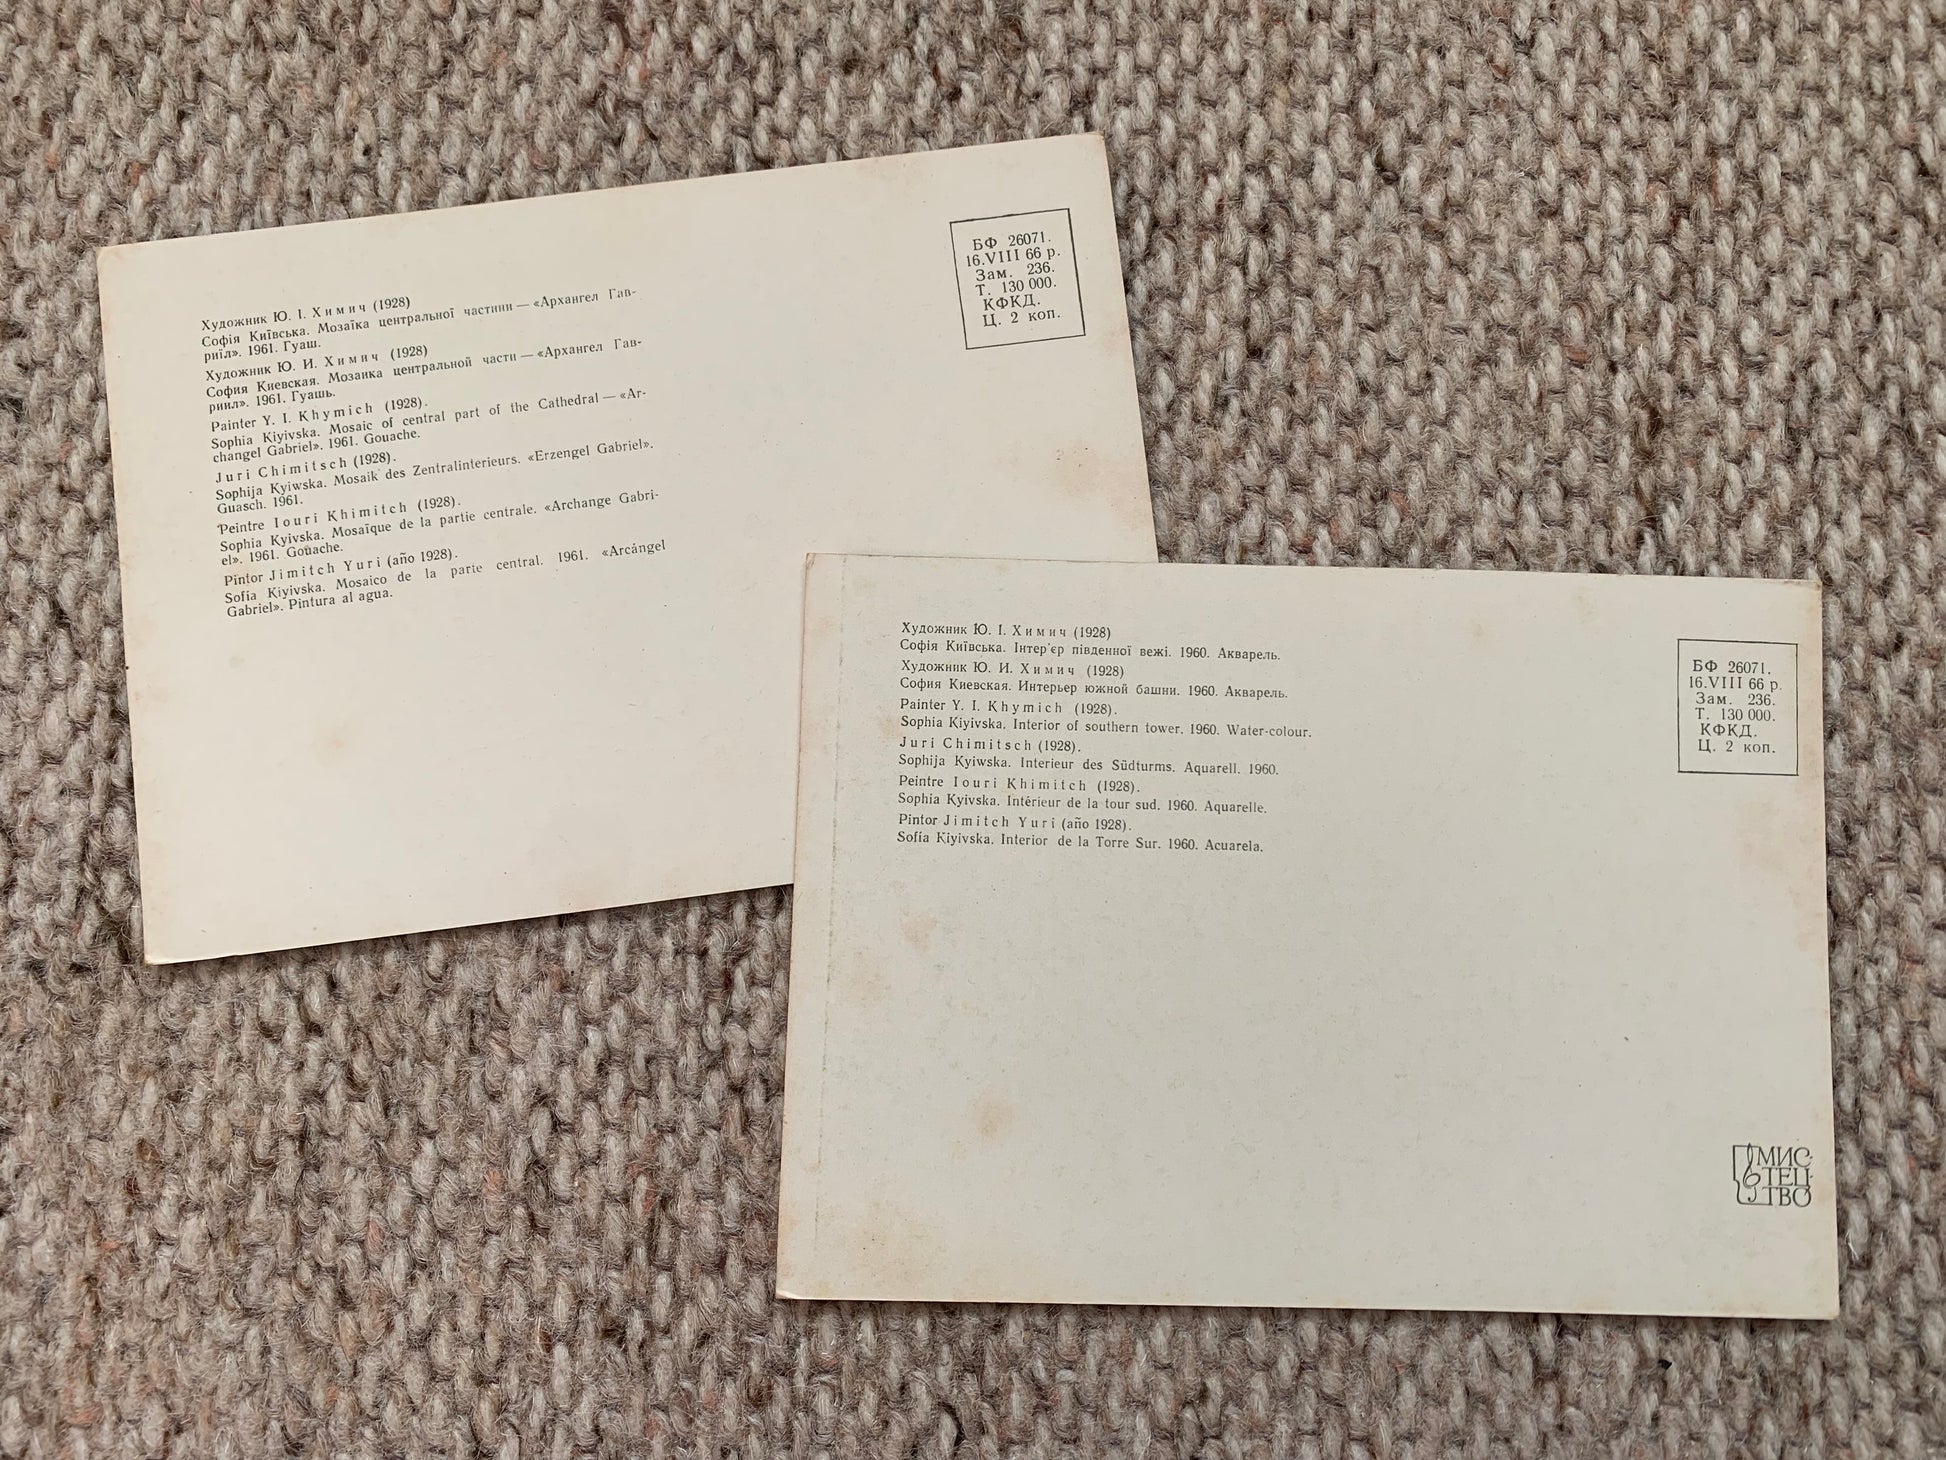 Художник Ю. І. Химич (1928)
Софія Київська. Мозаїка центральної частини — «Архангел Гав-
риїл». 1961. Гуаш.
Художник Ю. И. Химич (1928)
София Киевская. Мозаика центральной части — «Архангел Гав-
риил». 1961. Гуашь.
Painter Y. I. Khymich (1928).
Sophia Kiyivska. Mosaic of central part of the Cathedral — «Ar-
changel Gabriel». 1961. Gouache.
Juri Chimitsch (1928).
Sophija Kyiwska. Mosaik des Zentralinterieurs. «Erzengel Gabriel».
Guasch. 1961.
Peintre Iouri Khimitch (1928).
Sophia Kyivska. Mosaïque de la partie centrale. «Archange Gabri-
el». 1961. Gouache.
Pintor Jimitch Yuri (año 1928).
Sofía Kiyivska. Mosaico de la parte central. 1961. «Arcángel
Gabriel». Pintura al agua.
БФ 26071.
16.VIII 66 р.
Зам. 236.
Т. 130 000.
КФКД.
Ц. 2 коп.
Художник Ю. І. Химич (1928)
Софія Київська. Інтер'єр південної вежі. 1960. Акварель.
Художник Ю. И. Химич (1928)
София Киевская. Интерьер южной башни. 1960. Акварель.
Painter Y. I. Khymich (1928).
Sophia Kiyivska. Interior of southern tower. 1960. Water-colour.
Juri Chimitsch (1928).
Sophija Kyiwska. Interieur des Südturms. Aquarell. 1960.
Peintre Iouri Khimitch (1928).
Sophia Kyivska. Intérieur de la tour sud. 1960. Aquarelle.
Pintor Jimitch Yuri (año 1928).
Sofía Kiyivska. Interior de la Torre Sur. 1960. Acuarela.
БФ 26071.
16.VIII 66 р.
Зам. 236.
Т. 130 000.
КФКД.
Ц. 2 коп.
МИС
ТЕЦ
ТВО